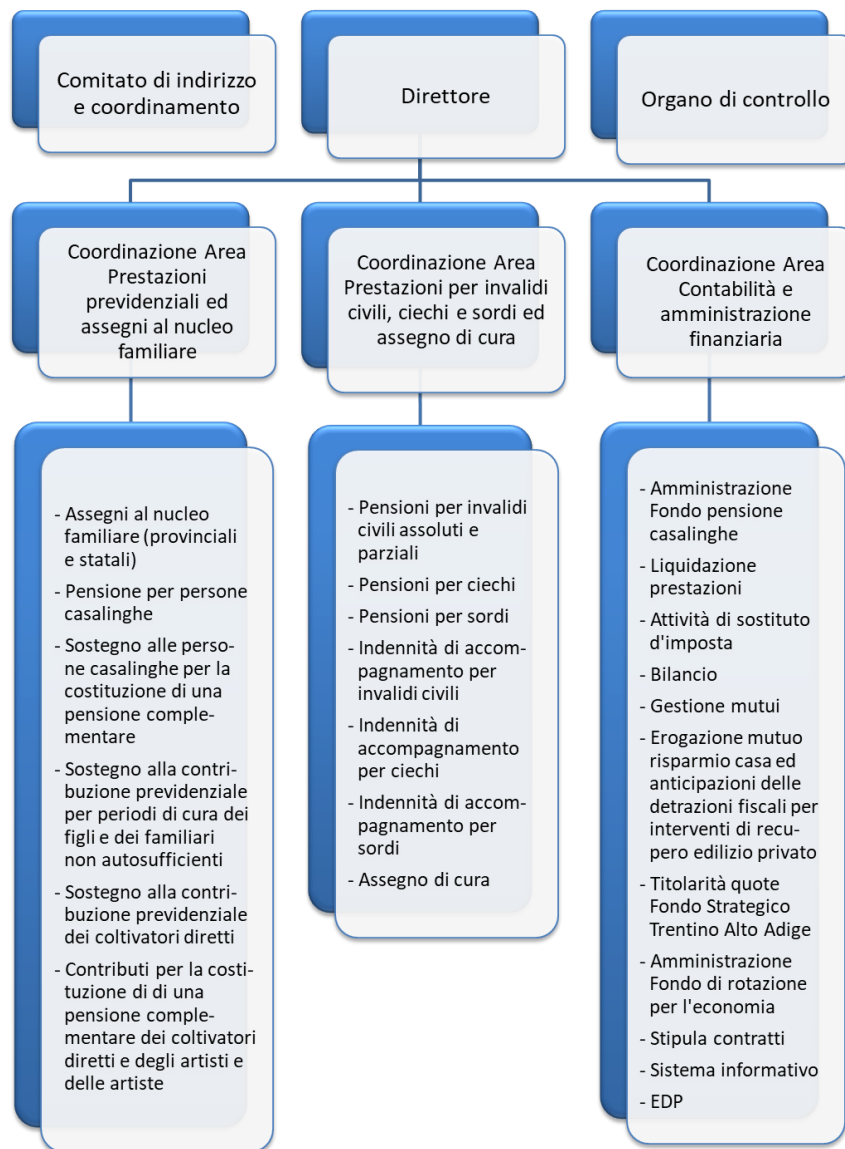 Comitato di indirizzo
e coordinamento
Direttore
Organo di controllo
Coordinazione Area
Prestazioni
previdenziali ed
assegni al nucleo
familiare
Coordinazione Area
Prestazioni per invalidi
civili, ciechi e sordi ed
assegno di cura
Coordinazione Area
Contabilità e
amministrazione
finanziaria
- Assegni al nucleo
familiare (provinciali
e statali)
- Pensione per persone
casalinghe
- Sostegno alle perso-
ne casalinghe per la
costituzione di una
pensione comple-
mentare
- Sostegno alla contri-
buzione previdenziale
per periodi di cura dei
figli e dei familiari
non autosufficienti
- Sostegno alla contri-
buzione previdenziale
dei coltivatori diretti
- Contributi per la costi-
tuzione di di una
pensione comple-
mentare dei coltivatori
diretti e degli artisti e
delle artiste
- Pensioni per invalidi
civili assoluti e
parziali
- Pensioni per ciechi
- Pensioni per sordi
- Indennità di accom-
pagnamento per
invalidi civili
- Indennità di
accompagnamento
per ciechi
- Indennità di accom-
pagnamento per
sordi
- Assegno di cura
- Amministrazione
Fondo pensione
casalinghe
- Liquidazione
prestazioni
- Attività di sostituto
d'imposta
- Bilancio
- Gestione mutui
- Erogazione mutuo
risparmio casa ed
anticipazioni delle
detrazioni fiscali per
interventi di recu-
pero edilizio privato
- Titolarità quote
Fondo Strategico
Trentino Alto Adige
- Amministrazione
Fondo di rotazione
per l'economia
- Stipula contratti
- Sistema informativo
- EDP